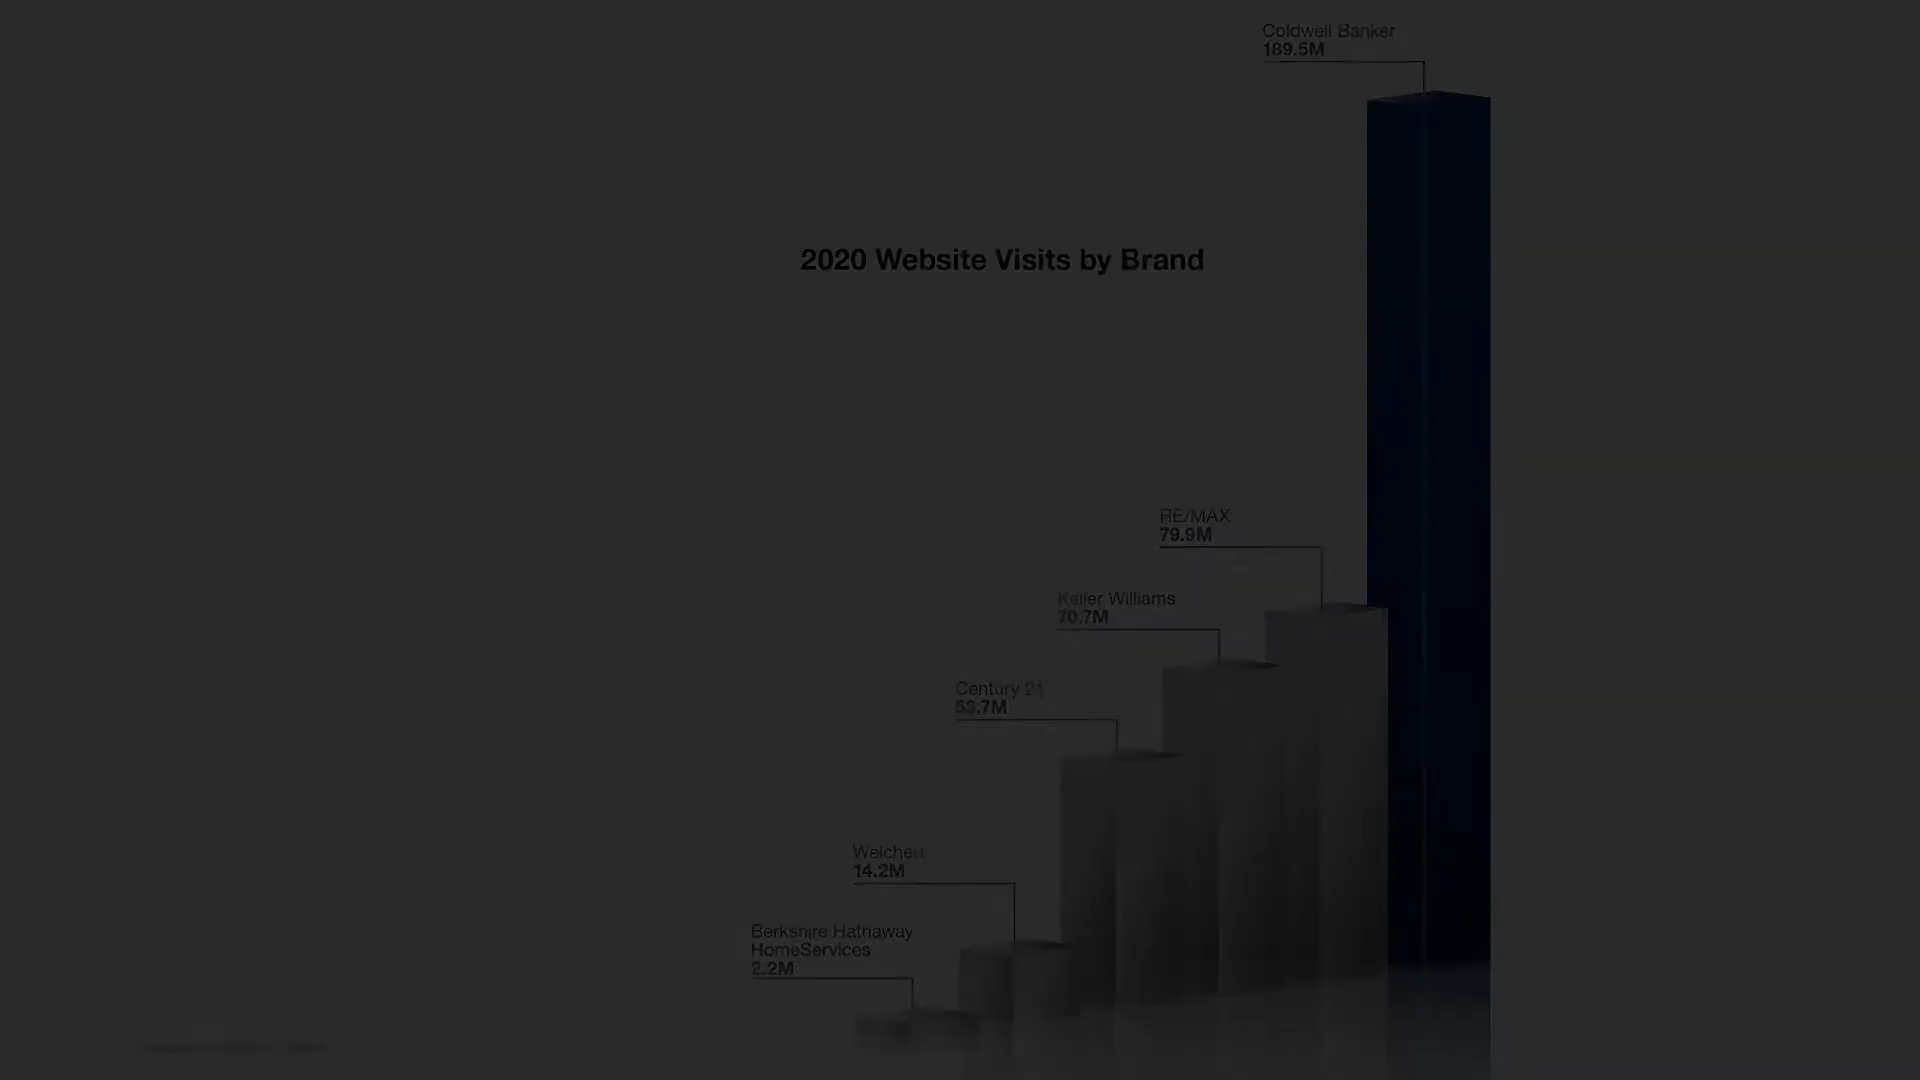 Coldwell Banker
189.5M
2020 Website Visits by Brand
RE/MAX
79.9M
Keller Williams
70.7M
Century 21
53.7M
Weichert
14.2M
Berkshire Hathaway
HomeServices
2.2M